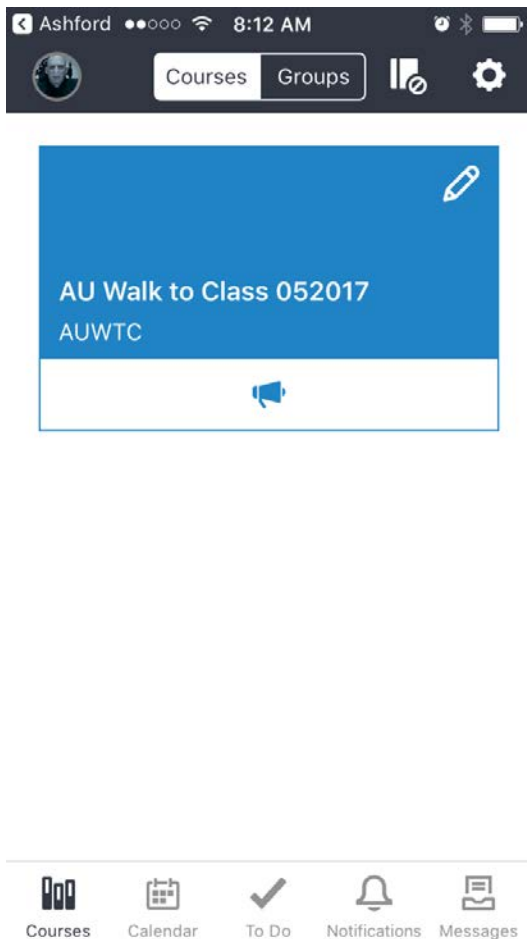 Ashford 8:12 AM
Courses Groups
AU Walk to Class 052017
AUWTC
Courses Calendar To Do Notifications Messages